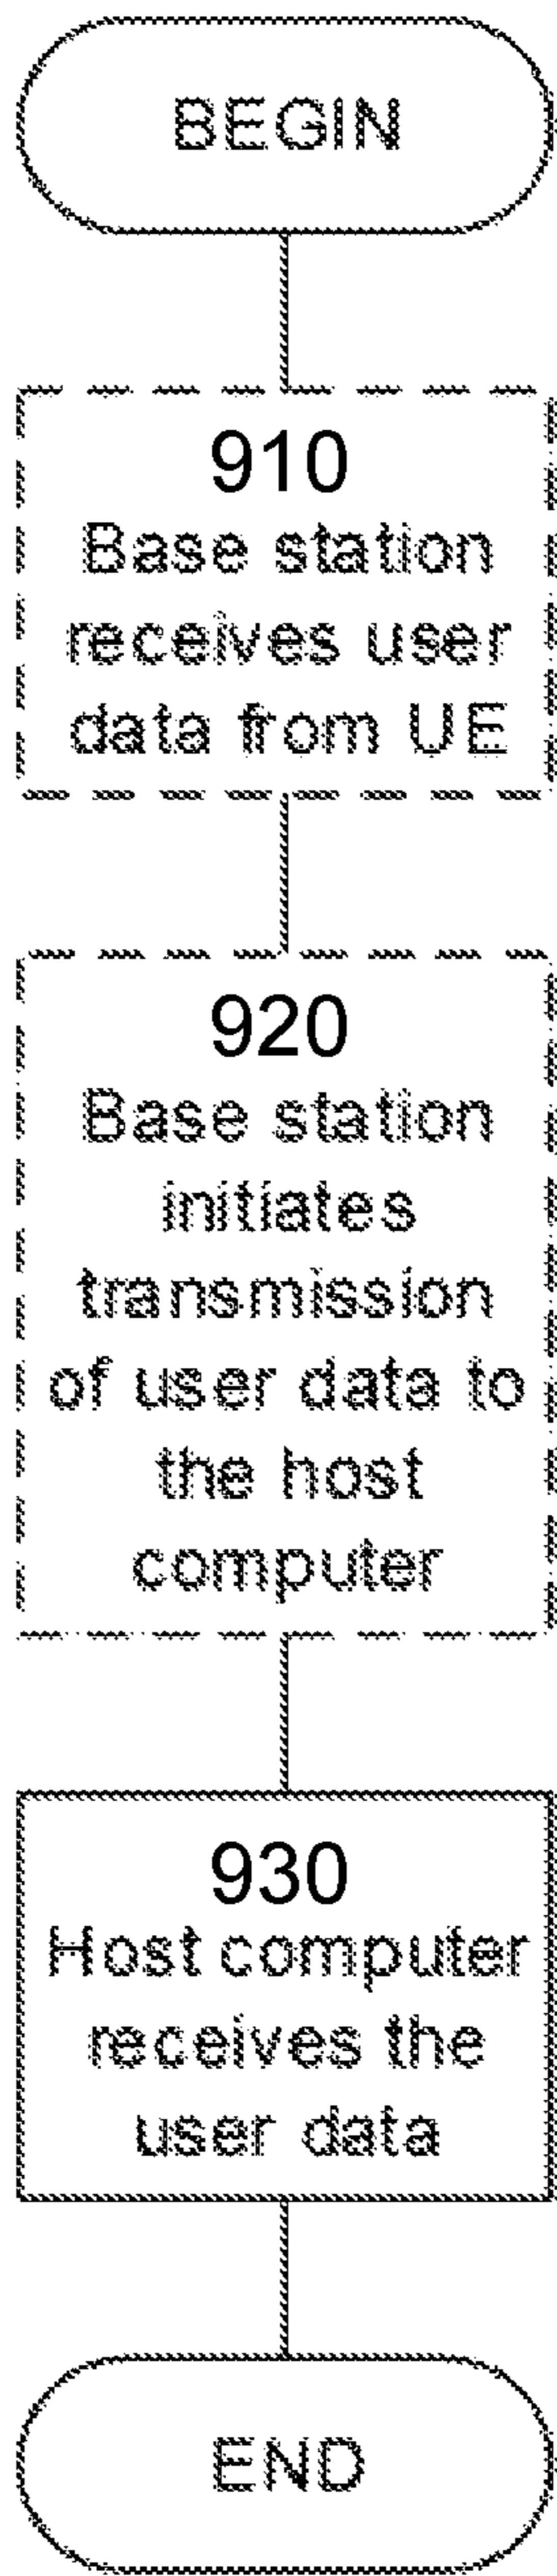 BEGIN
910
Base station
receives user
data from UE
920
Base station
initiates
transmission
of user data to
the host
computer
930
Host computer
receives the
user data
END